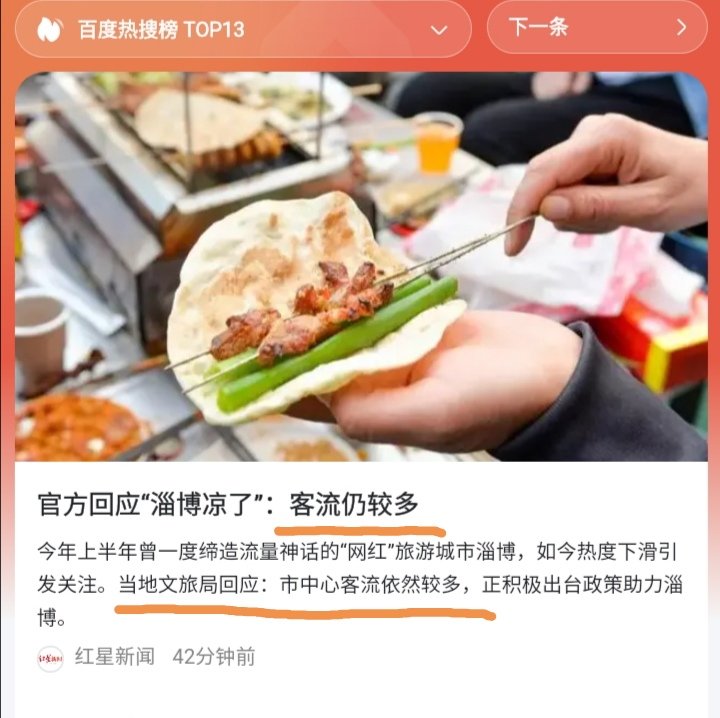 百度热搜榜 TOP13
下一条
官方回应“淄博凉了”：客流仍较多
今年上半年曾一度缔造流量神话的“网红”旅游城市淄博，如今热度下滑引
发关注。当地文旅局回应：市中心客流依然较多，正积极出台政策助力淄
博。
红星新闻 42分钟前